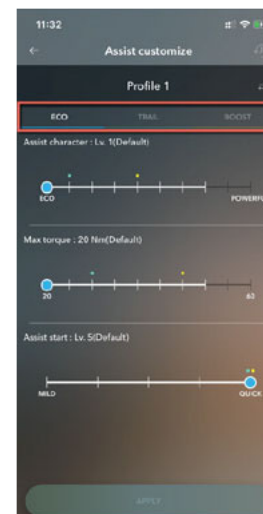 11:32
Assist customize
Profile 1
ECO TRAIL BOOST
Assist character : Lv. 1(Default)
ECO POWERFU
Max torque : 20 Nm(Default)
20 60
Assist start : Lv. 5(Default)
MILD QUICK
APPLY